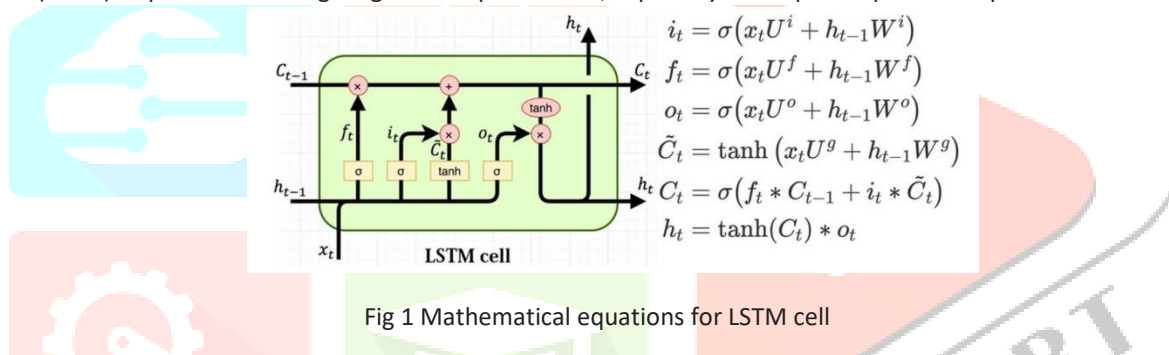 h_t
i_t = σ(x_t U^i + h_{t-1} W^i)
C_{t-1}
C_t
f_t = σ(x_t U^f + h_{t-1} W^f)
×
+
tanh
o_t = σ(x_t U^o + h_{t-1} W^o)
f_t
i_t
×
o_t
×
C̃_t
C̃_t = tanh (x_t U^g + h_{t-1} W^g)
σ
σ
tanh
σ
h_{t-1}
h_t
C_t = σ(f_t * C_{t-1} + i_t * C̃_t)
h_t = tanh(C_t) * o_t
x_t
LSTM cell
Fig 1 Mathematical equations for LSTM cell